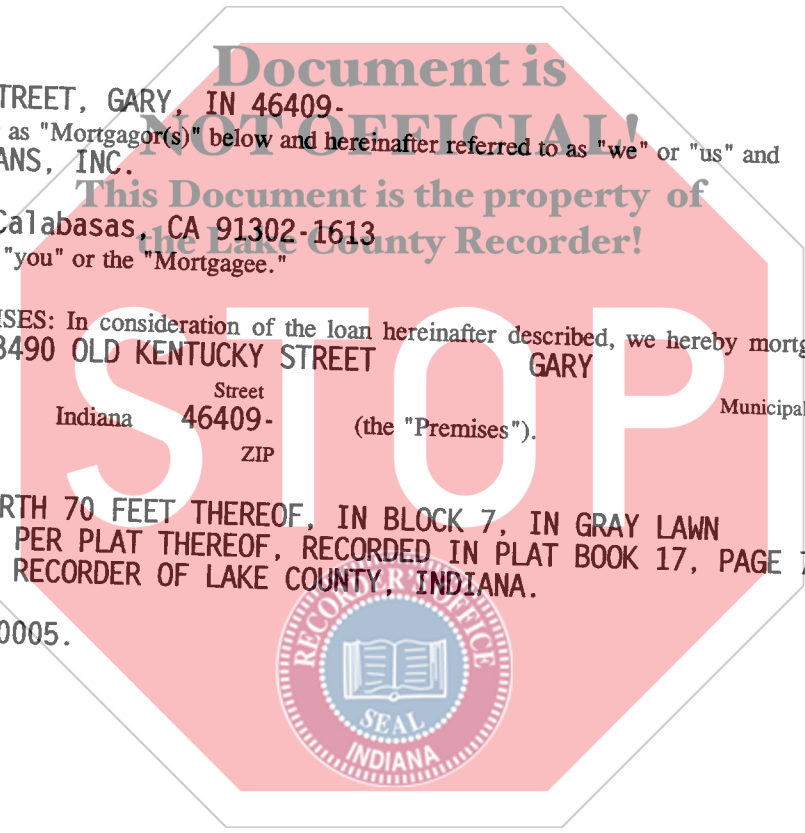 Document is
TREET, GARY, IN 46409-
NOT OFFICIAL!
as "Mortgagor(s)" below and hereinafter referred to as "we" or "us" and
ANS, INC.
This Document is the property of
Calabasas, CA 91302-1613
the Lake County Recorder!
"you" or the "Mortgagee."
ISES: In consideration of the loan hereinafter described, we hereby mortg
3490 OLD KENTUCKY STREET GARY
Street Municipal
Indiana 46409- (the "Premises").
ZIP
STOP
RTH 70 FEET THEREOF, IN BLOCK 7, IN GRAY LAWN
PER PLAT THEREOF, RECORDED IN PLAT BOOK 17, PAGE 7
RECORDER OF LAKE COUNTY, INDIANA.
0005.
RECORDER'S OFFICE
SEAL
INDIANA